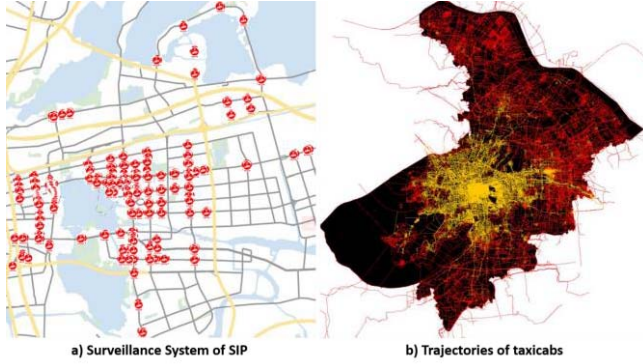 a) Surveillance System of SIP
b) Trajectories of taxicabs